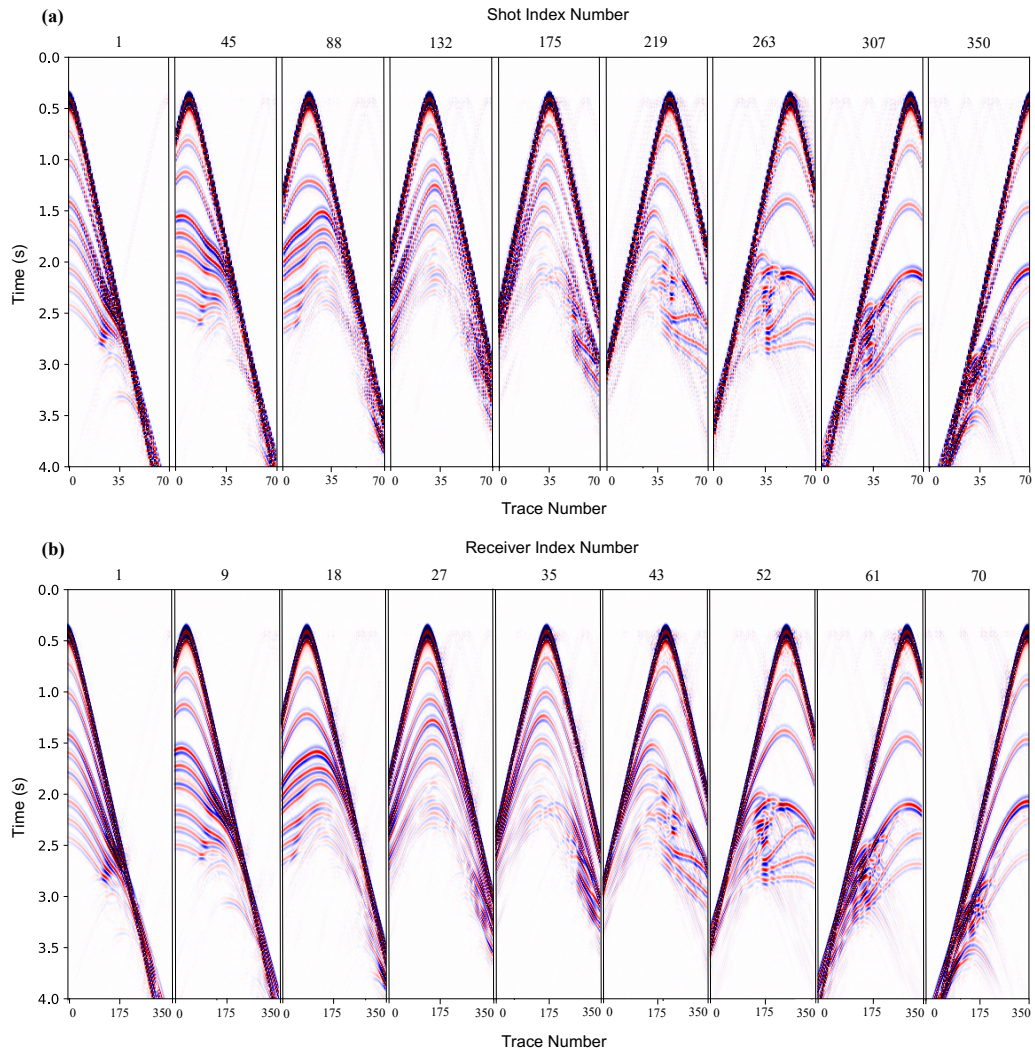 (a) Shot Index Number
1 45 88 132 175 219 263 307 350
0.0
0.5
1.0
1.5
2.0
2.5
3.0
3.5
4.0
Time (s)
0 35 70 0 35 70 0 35 70 0 35 70 0 35 70 0 35 70 0 35 70 0 35 70 0 35 70
Trace Number
(b) Receiver Index Number
1 9 18 27 35 43 52 61 70
0.0
0.5
1.0
1.5
2.0
2.5
3.0
3.5
4.0
Time (s)
0 175 350 0 175 350 0 175 350 0 175 350 0 175 350 0 175 350 0 175 350 0 175 350 0 175 350
Trace Number